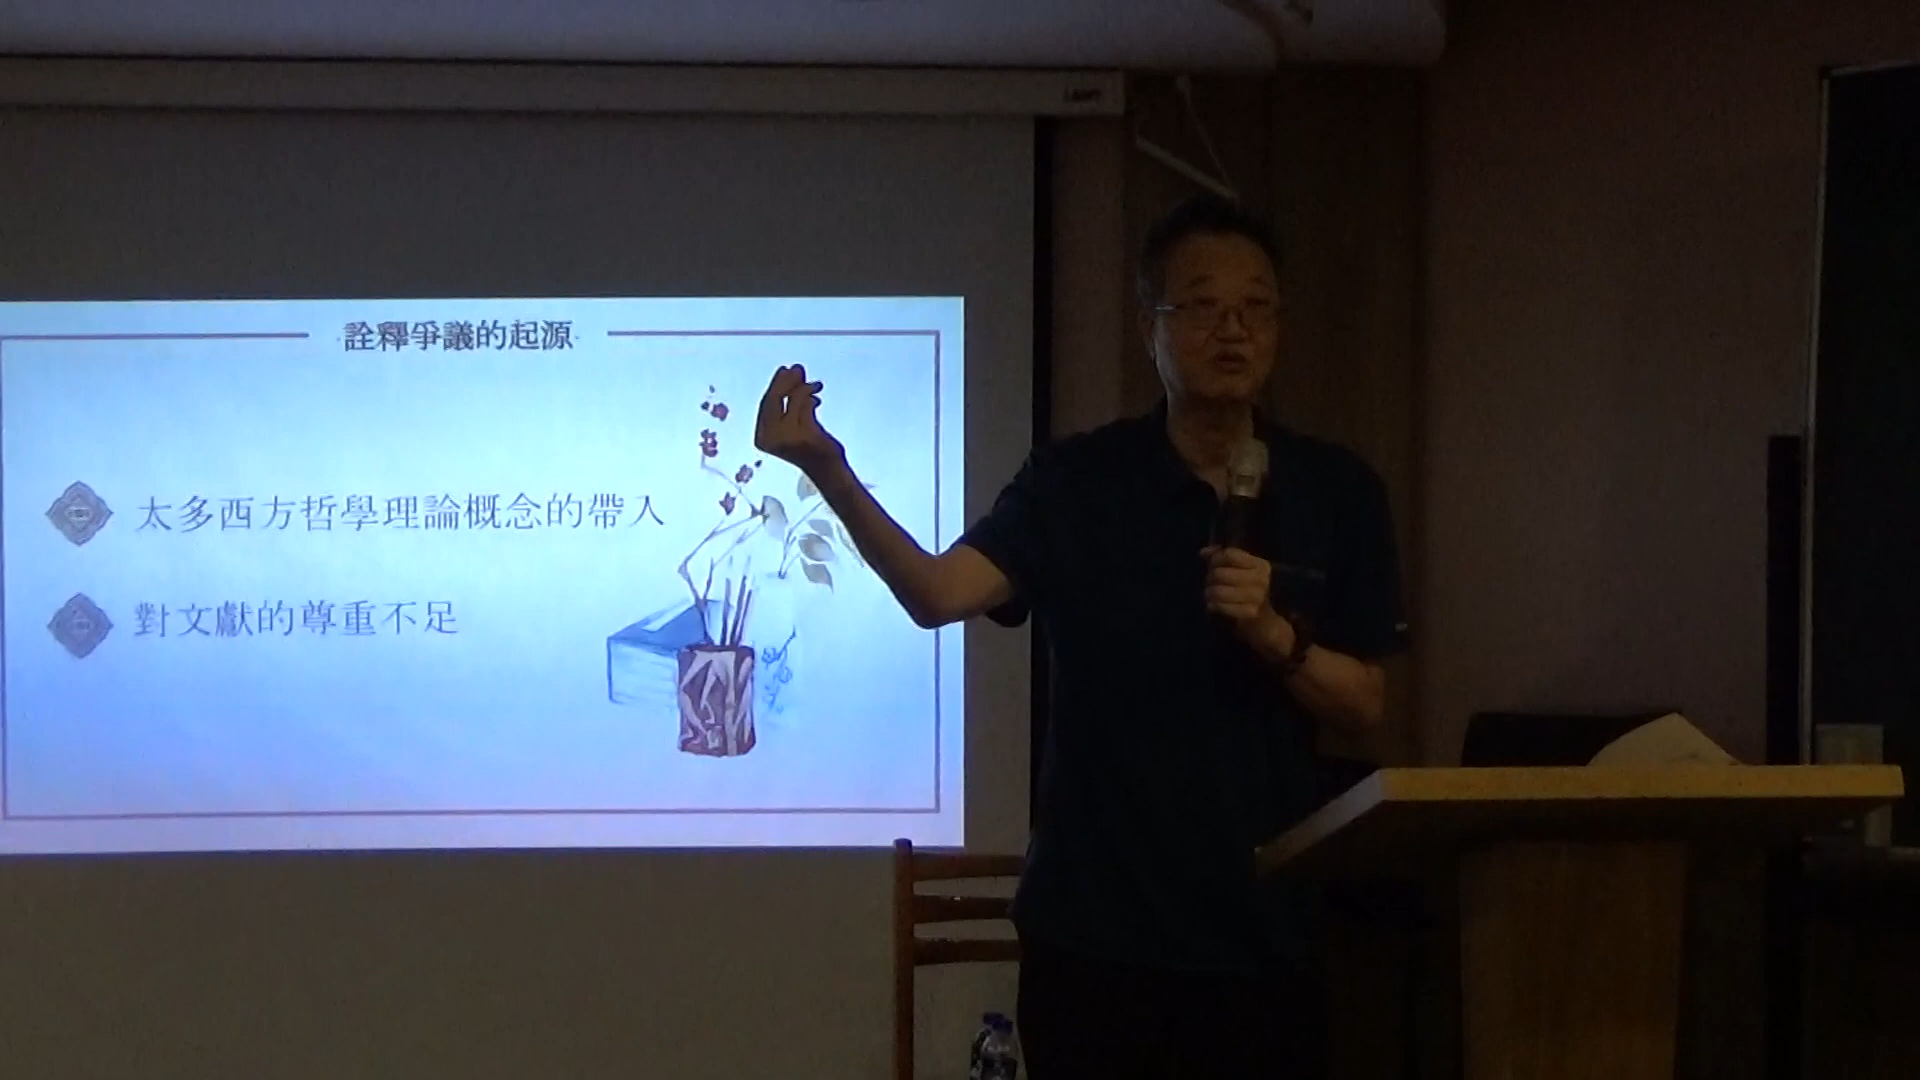 詮釋爭議的起源
太多西方哲學理論概念的帶入
對文獻的尊重不足